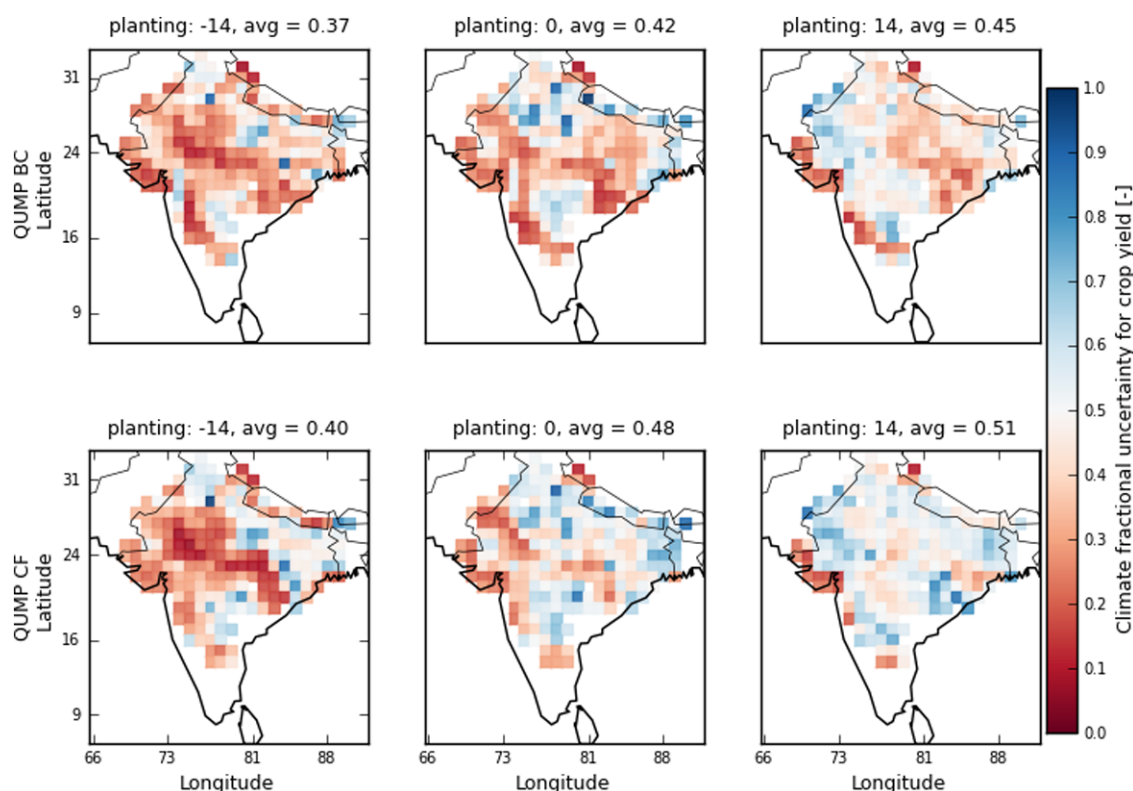 planting: -14, avg = 0.37
planting: 0, avg = 0.42
planting: 14, avg = 0.45
QUMP BC
Latitude
31
24
16
9
planting: -14, avg = 0.40
planting: 0, avg = 0.48
planting: 14, avg = 0.51
QUMP CF
Latitude
31
24
16
9
66 73 81 88
66 73 81 88
66 73 81 88
Longitude
Longitude
Longitude
1.0
0.9
0.8
0.7
0.6
0.5
0.4
0.3
0.2
0.1
0.0
Climate fractional uncertainty for crop yield [-]